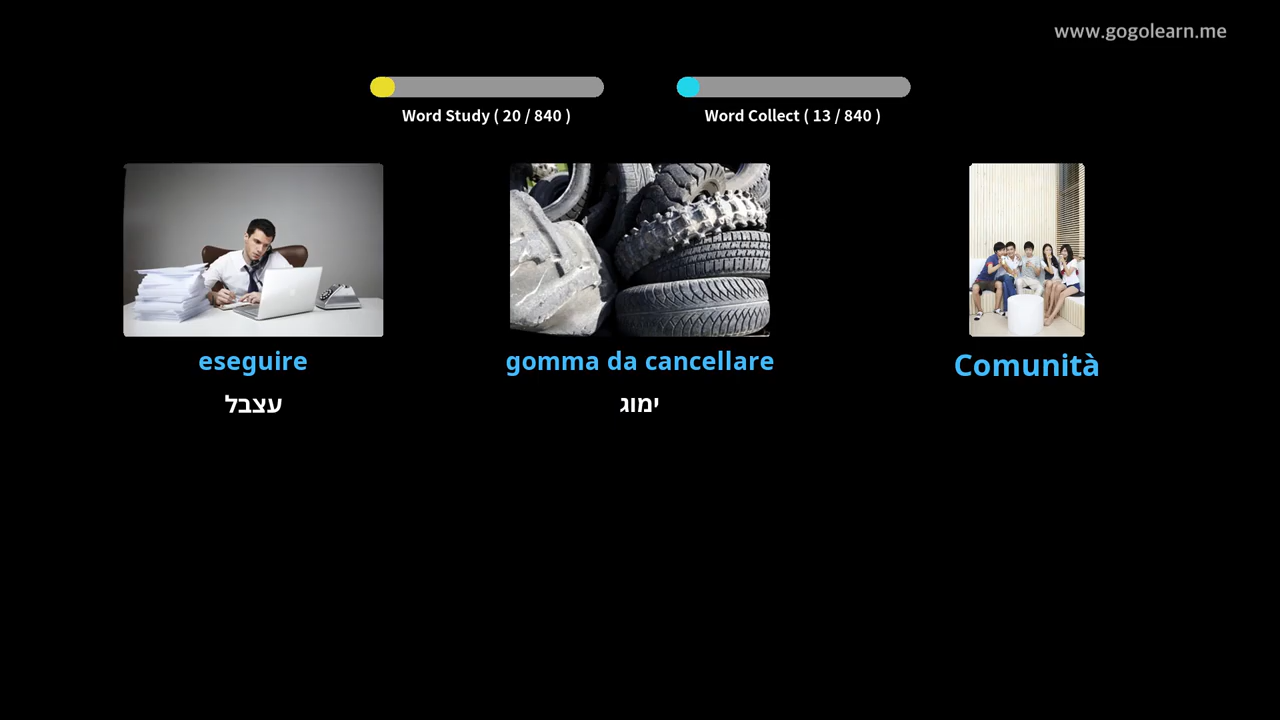 www.gogolearn.me
Word Study ( 20 / 840 )
Word Collect ( 13 / 840 )
eseguire
gomma da cancellare
Comunità
עצבל
ימוג